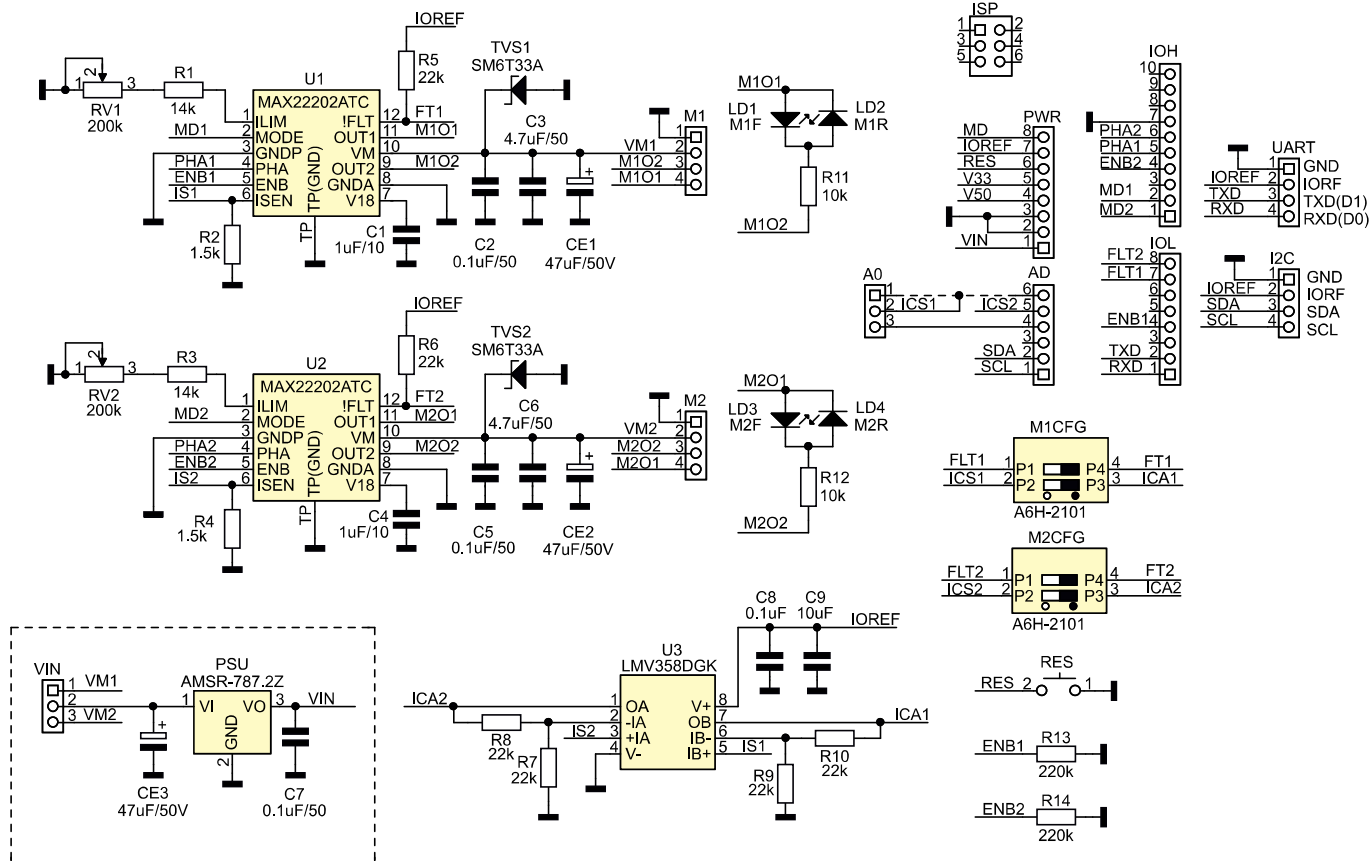 IOREF
R5
22k
TVS1
SM6T33A
2
1
3
RV1
200k
R1
14k
U1
MAX22202ATC
1 ILIM
2 MODE
3 GNDP
4 PHA
5 ENB
6 ISEN
!FLT 12
OUT1 11
VM 10
OUT2 9
GNDA 8
V18 7
TP(GND)
TP
MD1
PHA1
ENB1
IS1
FT1
M1O1
M1O2
R2
1.5k
C1
1uF/10
C3
4.7uF/50
C2
0.1uF/50
+
CE1
47uF/50V
M1
VM1
M1O2
M1O1
1
2
3
4
M1O1
LD1
M1F
LD2
M1R
R11
10k
M1O2
ISP
1 2
3 4
5 6
PWR
MD 8
IOREF 7
RES 6
V33 5
V50 4
3
2
VIN 1
IOH
10
9
8
7
PHA2 6
PHA1 5
ENB2 4
3
MD1 2
MD2 1
UART
1 GND
IOREF 2 IORF
TXD 3 TXD(D1)
RXD 4 RXD(D0)
A0
1
2 ICS1
3
AD
6
ICS2 5
4
3
SDA 2
SCL 1
IOL
FLT2 8
FLT1 7
6
5
ENB1 4
3
TXD 2
RXD 1
I2C
1 GND
IOREF 2 IORF
SDA 3 SDA
SCL 4 SCL
IOREF
R6
22k
TVS2
SM6T33A
2
1
3
RV2
200k
R3
14k
U2
MAX22202ATC
1 ILIM
2 MODE
3 GNDP
4 PHA
5 ENB
6 ISEN
!FLT 12
OUT1 11
VM 10
OUT2 9
GNDA 8
V18 7
TP(GND)
TP
MD2
PHA2
ENB2
IS2
FT2
M2O1
M2O2
R4
1.5k
C4
1uF/10
C6
4.7uF/50
C5
0.1uF/50
+
CE2
47uF/50V
M2
VM2
M2O2
M2O1
1
2
3
4
M2O1
LD3
M2F
LD4
M2R
R12
10k
M2O2
M1CFG
FLT1 1 P1 P4 4 FT1
ICS1 2 P2 P3 3 ICA1
A6H-2101
M2CFG
FLT2 1 P1 P4 4 FT2
ICS2 2 P2 P3 3 ICA2
A6H-2101
VIN
1 VM1
2
3 VM2
PSU
AMSR-787.2Z
1 VI VO 3 VIN
GND
2
+
CE3
47uF/50V
C7
0.1uF/50
C8
0.1uF
C9
10uF
IOREF
U3
LMV358DGK
ICA2
1 OA V+ 8
2 -IA OB 7
3 +IA IB- 6
4 V- IB+ 5
IS2
IS1
ICA1
R8
22k
R7
22k
R9
22k
R10
22k
RES
RES 2 1
ENB1
R13
220k
ENB2
R14
220k